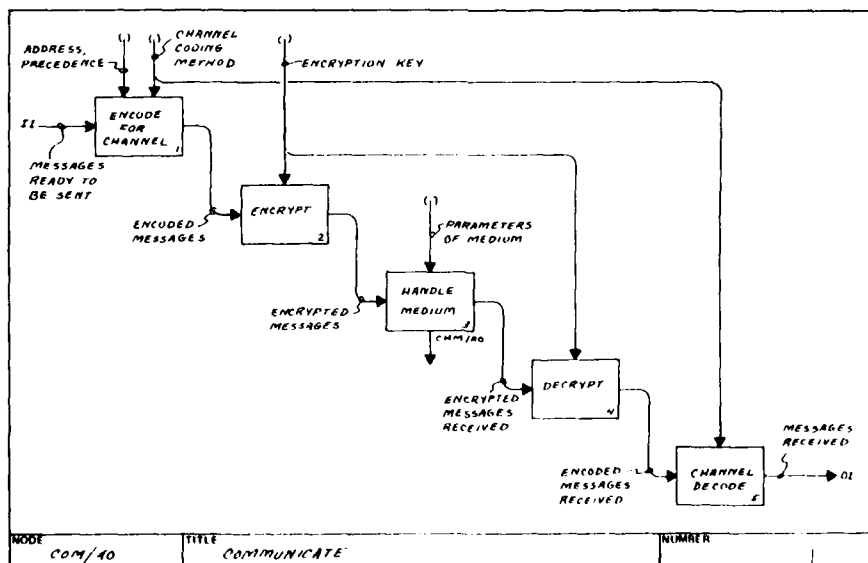 ( )
( )
CHANNEL
CODING
METHOD
( )
ADDRESS,
PRECEDENCE
ENCRYPTION KEY
I1
ENCODE
FOR
CHANNEL
1
MESSAGES
READY TO
BE SENT
ENCODED
MESSAGES
ENCRYPT
2
( )
PARAMETERS
OF MEDIUM
ENCRYPTED
MESSAGES
HANDLE
MEDIUM
3
CHM/A0
ENCRYPTED
MESSAGES
RECEIVED
DECRYPT
4
ENCODED
MESSAGES
RECEIVED
CHANNEL
DECODE
5
MESSAGES
RECEIVED
O1
NODE
COM/A0
TITLE
COMMUNICATE
NUMBER